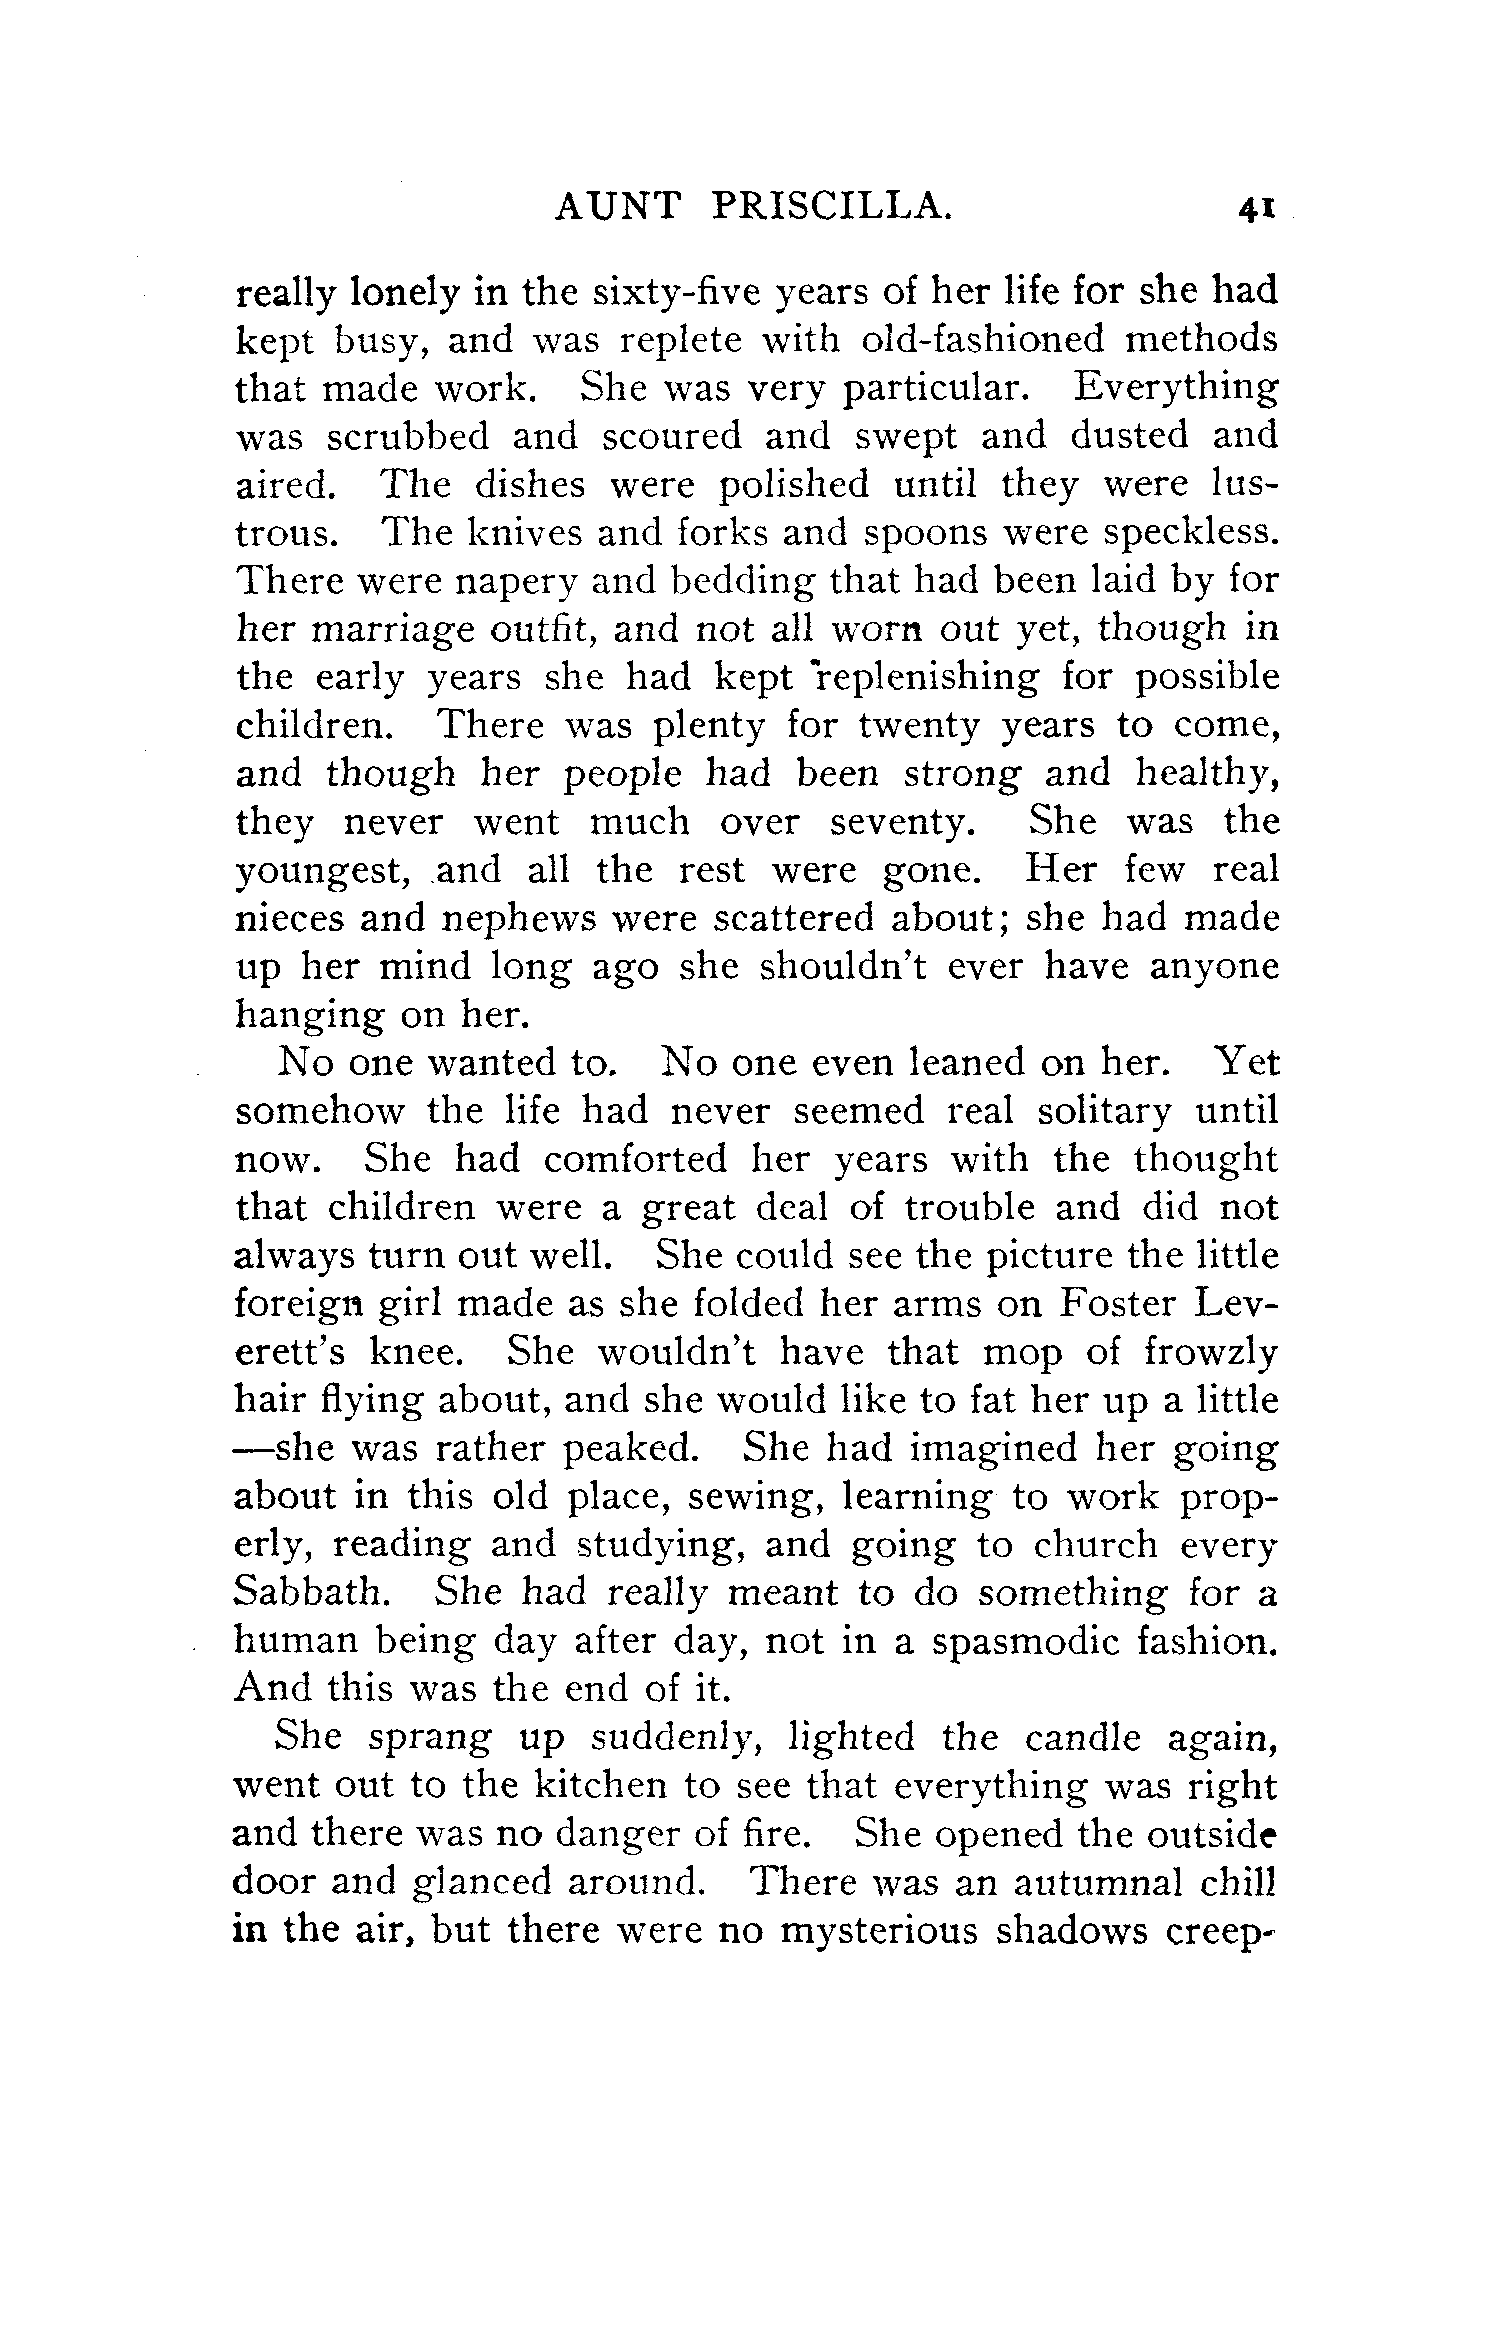 AUNT PRISCILLA. 41
really lonely in the sixty-five years of her life for she had
kept busy, and was replete with old-fashioned methods
that made work. She was very particular. Everything
was scrubbed and scoured and swept and dusted and
aired. The dishes were polished until they were lus-
trous. The knives and forks and spoons were speckless.
There were napery and bedding that had been laid by for
her marriage outfit, and not all worn out yet, though in
the early years she had kept replenishing for possible
children. There was plenty for twenty years to come,
and though her people had been strong and healthy,
they never went much over seventy. She was the
youngest, and all the rest were gone. Her few real
nieces and nephews were scattered about; she had made
up her mind long ago she shouldn't ever have anyone
hanging on her.
No one wanted to. No one even leaned on her. Yet
somehow the life had never seemed real solitary until
now. She had comforted her years with the thought
that children were a great deal of trouble and did not
always turn out well. She could see the picture the little
foreign girl made as she folded her arms on Foster Lev-
erett's knee. She wouldn't have that mop of frowzly
hair flying about, and she would like to fat her up a little
—she was rather peaked. She had imagined her going
about in this old place, sewing, learning to work prop-
erly, reading and studying, and going to church every
Sabbath. She had really meant to do something for a
human being day after day, not in a spasmodic fashion.
And this was the end of it.
She sprang up suddenly, lighted the candle again,
went out to the kitchen to see that everything was right
and there was no danger of fire. She opened the outside
door and glanced around. There was an autumnal chill
in the air, but there were no mysterious shadows creep-